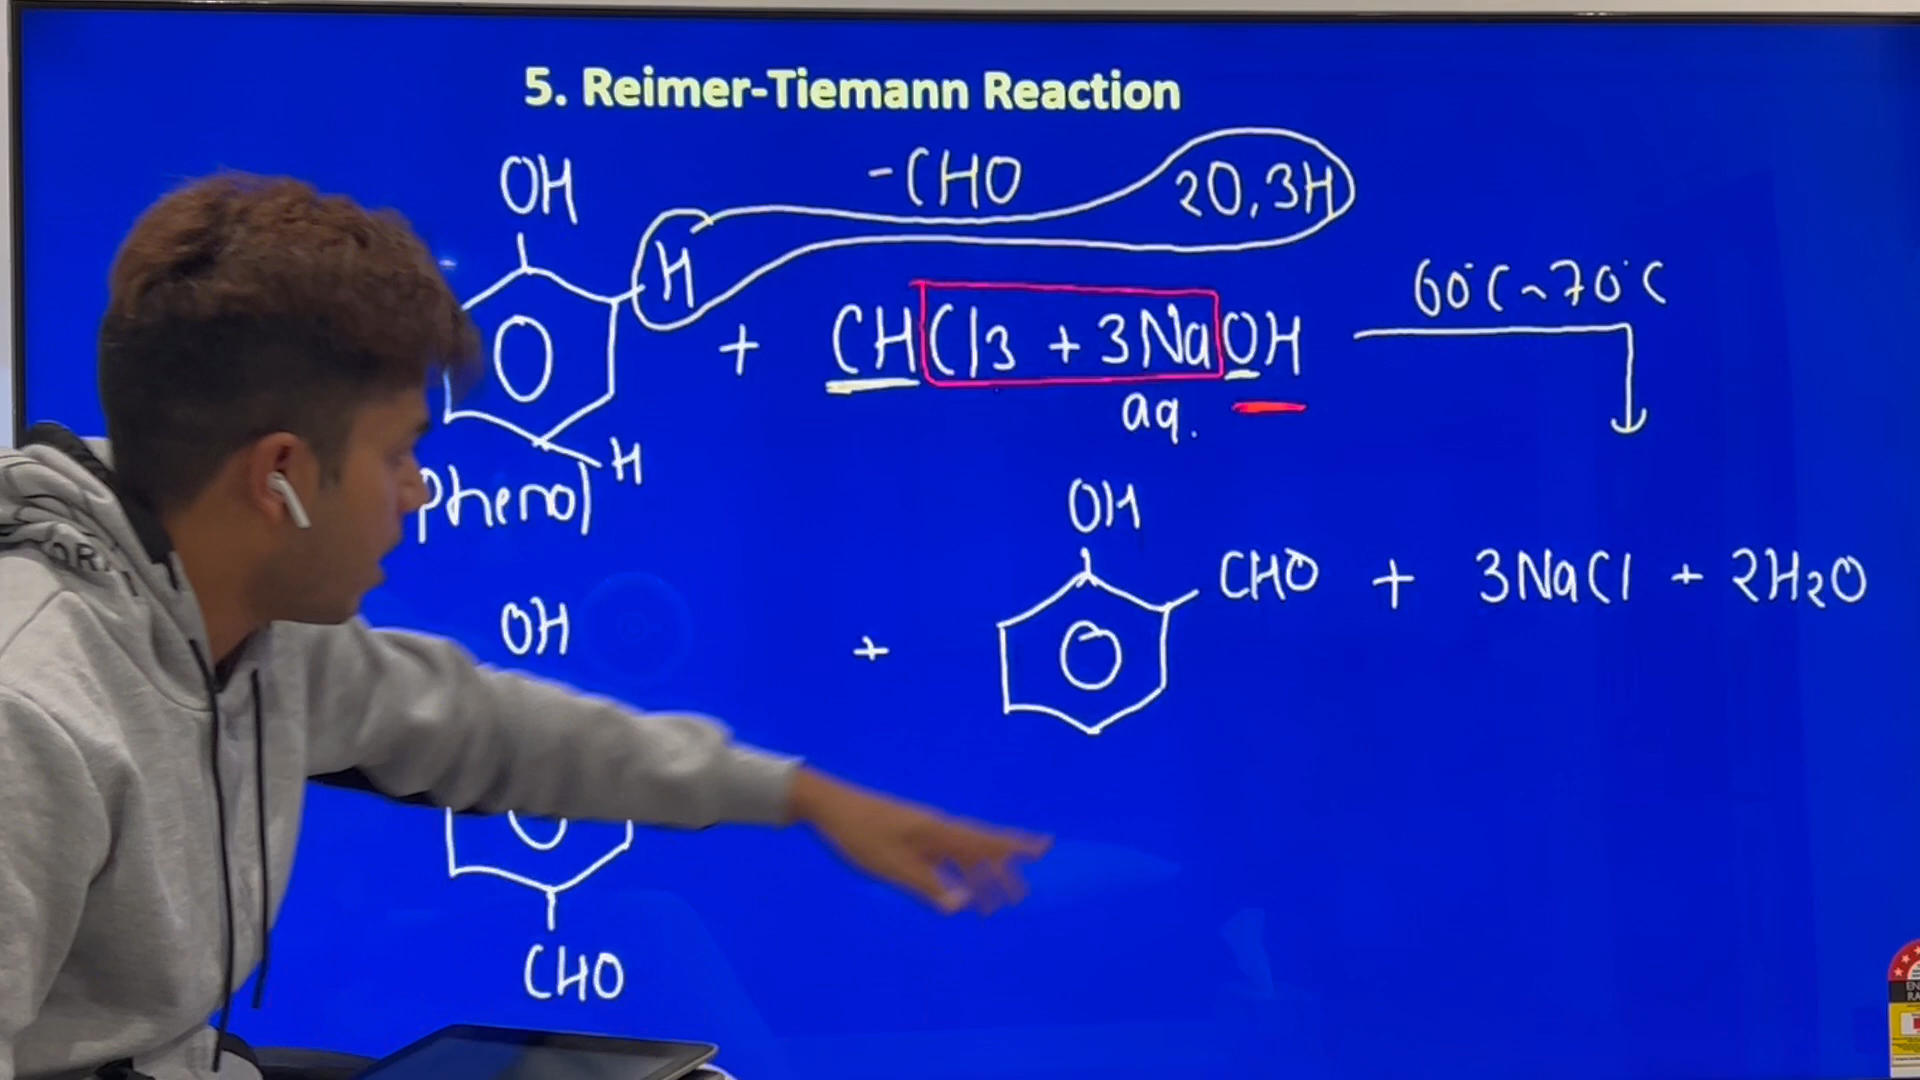 5. Reimer-Tiemann Reaction
OH -CHO 2O, 3H
H
60°C~70°C
+ CHCl3 + 3NaOH
aq.
H
Phenol
OH
CHO + 3NaCl + 2H2O
OH
+
CHO